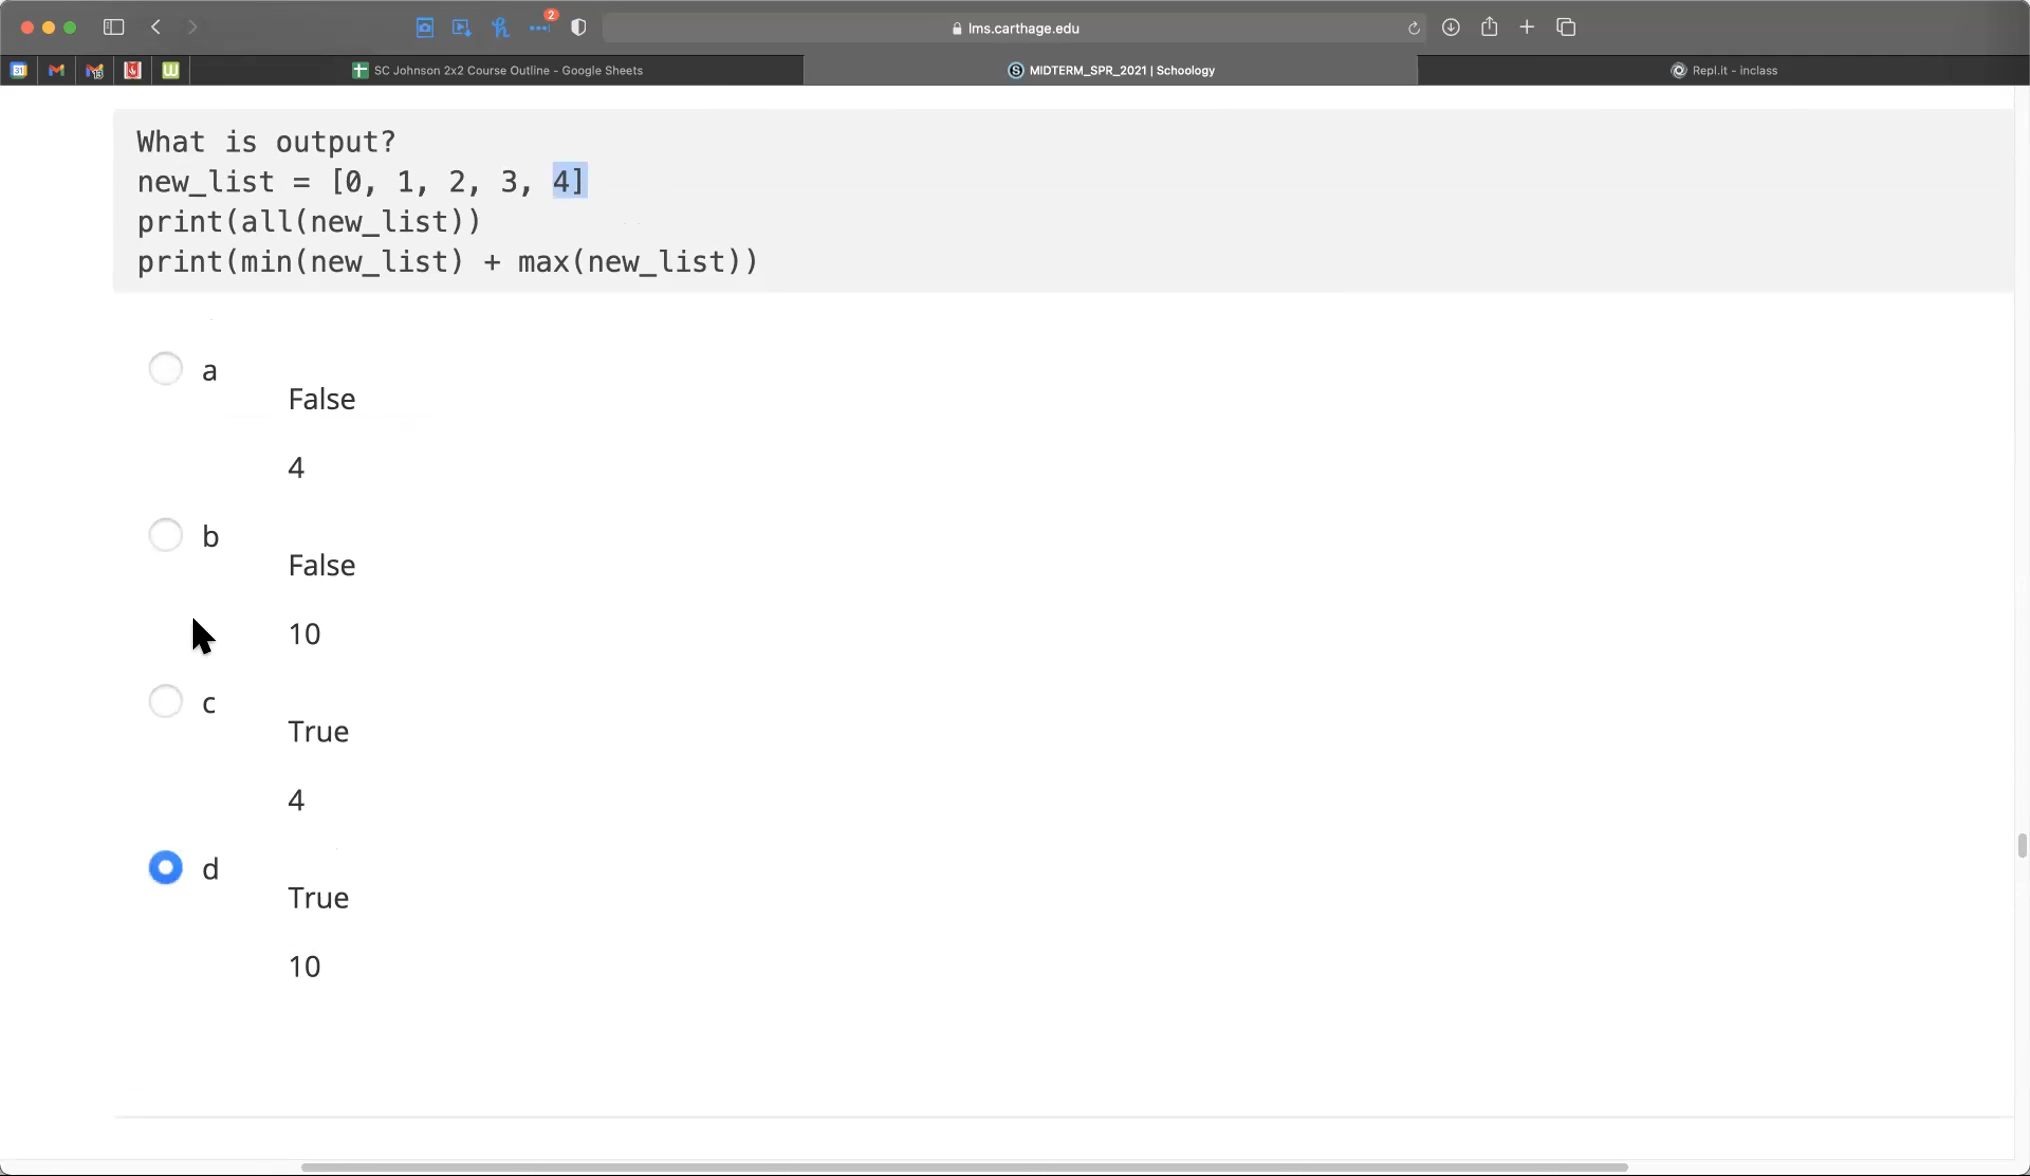 2
lms.carthage.edu
31
SC Johnson 2x2 Course Outline - Google Sheets
S MIDTERM_SPR_2021 | Schoology
Repl.it - inclass
What is output?
new_list = [0, 1, 2, 3, 4]
print(all(new_list))
print(min(new_list) + max(new_list))
a
False
4
b
False
10
c
True
4
d
True
10